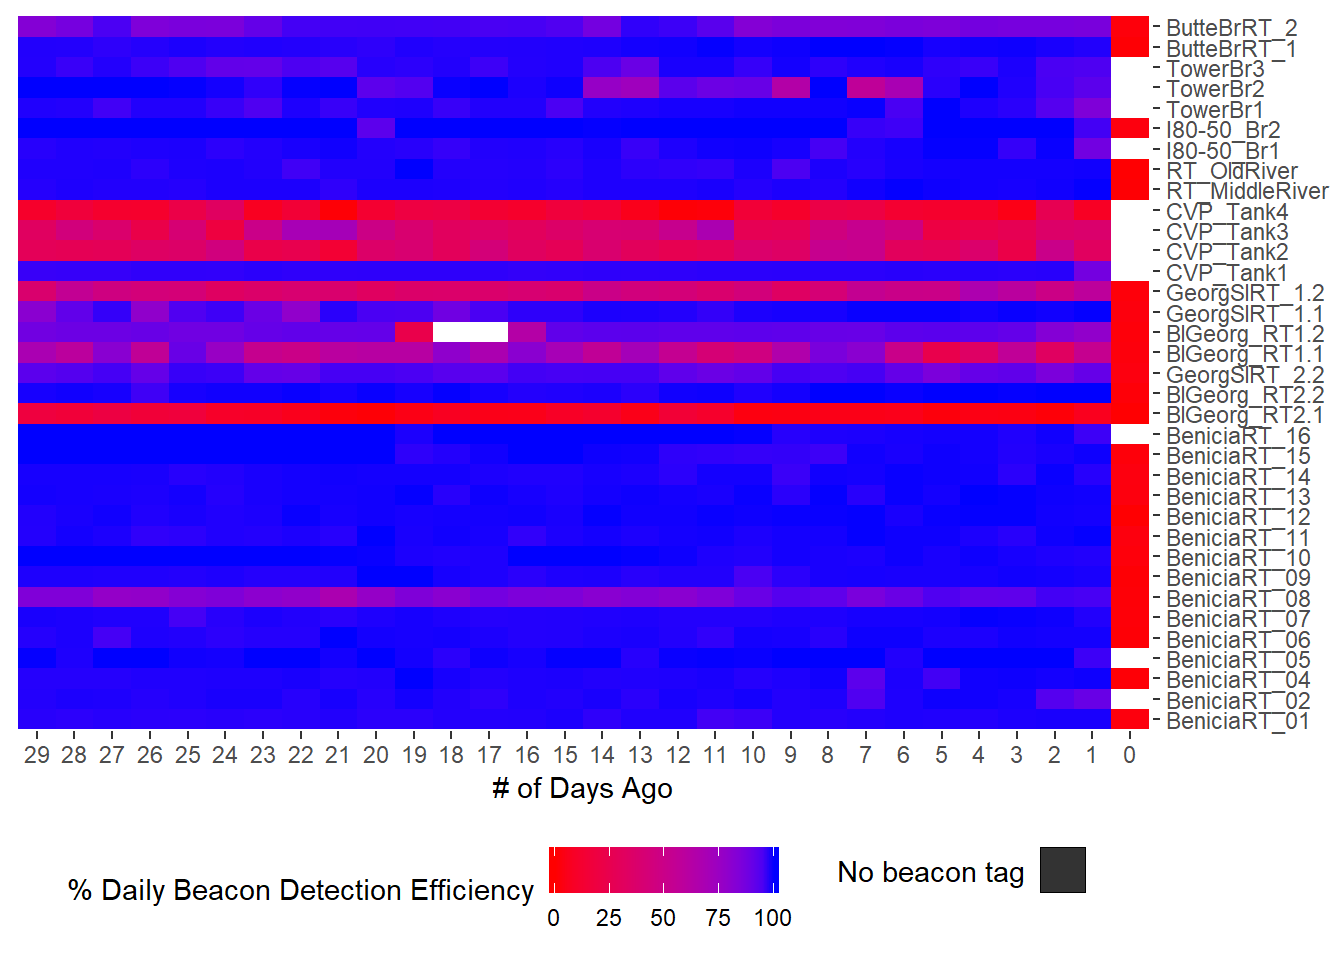 ButteBrRT_2
ButteBrRT_1
TowerBr3
TowerBr2
TowerBr1
I80-50_Br2
I80-50_Br1
RT_OldRiver
RT_MiddleRiver
CVP_Tank4
CVP_Tank3
CVP_Tank2
CVP_Tank1
GeorgSlRT_1.2
GeorgSlRT_1.1
BlGeorg_RT1.2
BlGeorg_RT1.1
GeorgSlRT_2.2
BlGeorg_RT2.2
BlGeorg_RT2.1
BeniciaRT_16
BeniciaRT_15
BeniciaRT_14
BeniciaRT_13
BeniciaRT_12
BeniciaRT_11
BeniciaRT_10
BeniciaRT_09
BeniciaRT_08
BeniciaRT_07
BeniciaRT_06
BeniciaRT_05
BeniciaRT_04
BeniciaRT_02
BeniciaRT_01
29 28 27 26 25 24 23 22 21 20 19 18 17 16 15 14 13 12 11 10 9 8 7 6 5 4 3 2 1 0
# of Days Ago
% Daily Beacon Detection Efficiency
0 25 50 75 100
No beacon tag